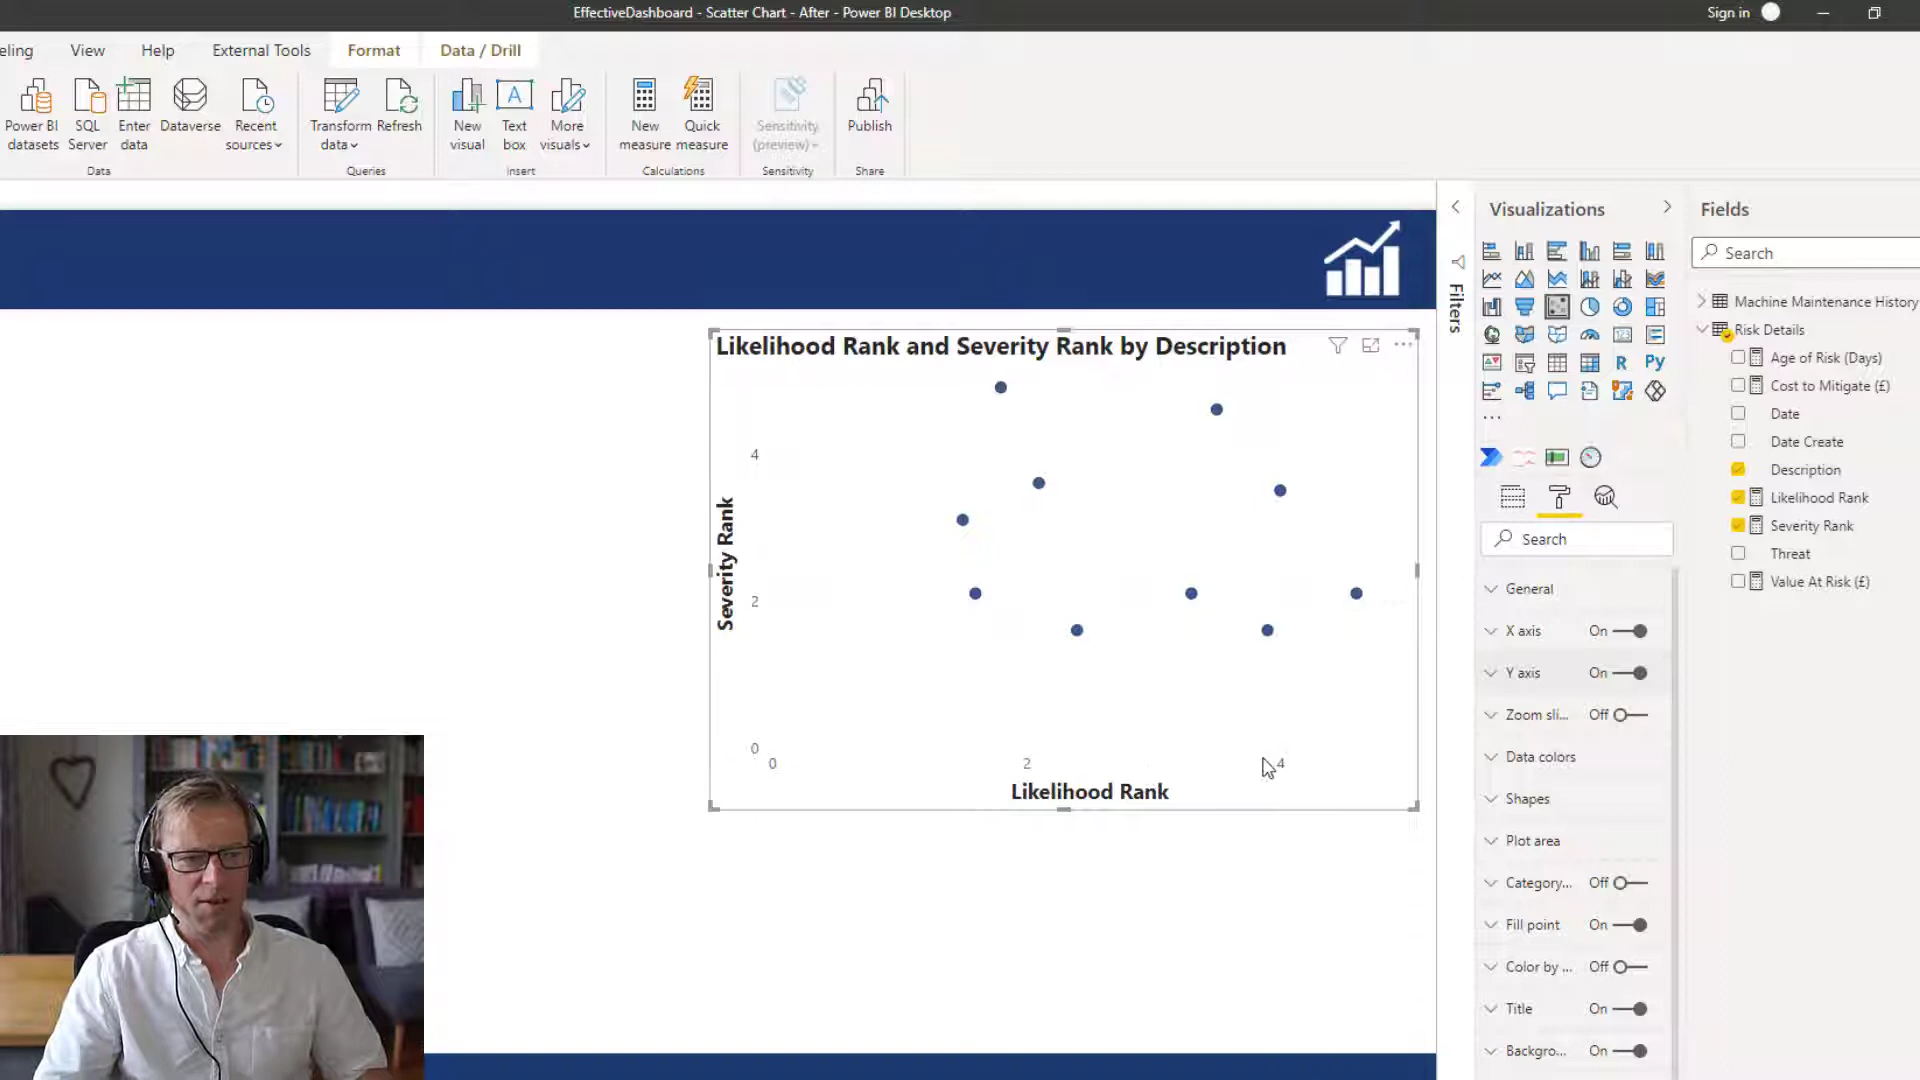 EffectiveDashboard - Scatter Chart - After - Power BI Desktop
Sign in
eling View Help External Tools Format Data / Drill
Power BI datasets
SQL Server
Enter data
Dataverse
Recent sources
Transform data
Refresh
New visual
Text box
More visuals
New measure
Quick measure
Sensitivity (preview)
Publish
Data
Queries
Insert
Calculations
Sensitivity
Share
Likelihood Rank and Severity Rank by Description
4
2
0
Severity Rank
0 2 4
Likelihood Rank
Filters
Visualizations
R
Py
123
Search
General
X axis On
Y axis On
Zoom sli... Off
Data colors
Shapes
Plot area
Category... Off
Fill point On
Color by ... Off
Title On
Backgro... On
Fields
Search
Machine Maintenance History
Risk Details
Age of Risk (Days)
Cost to Mitigate (£)
Date
Date Create
Description
Likelihood Rank
Severity Rank
Threat
Value At Risk (£)